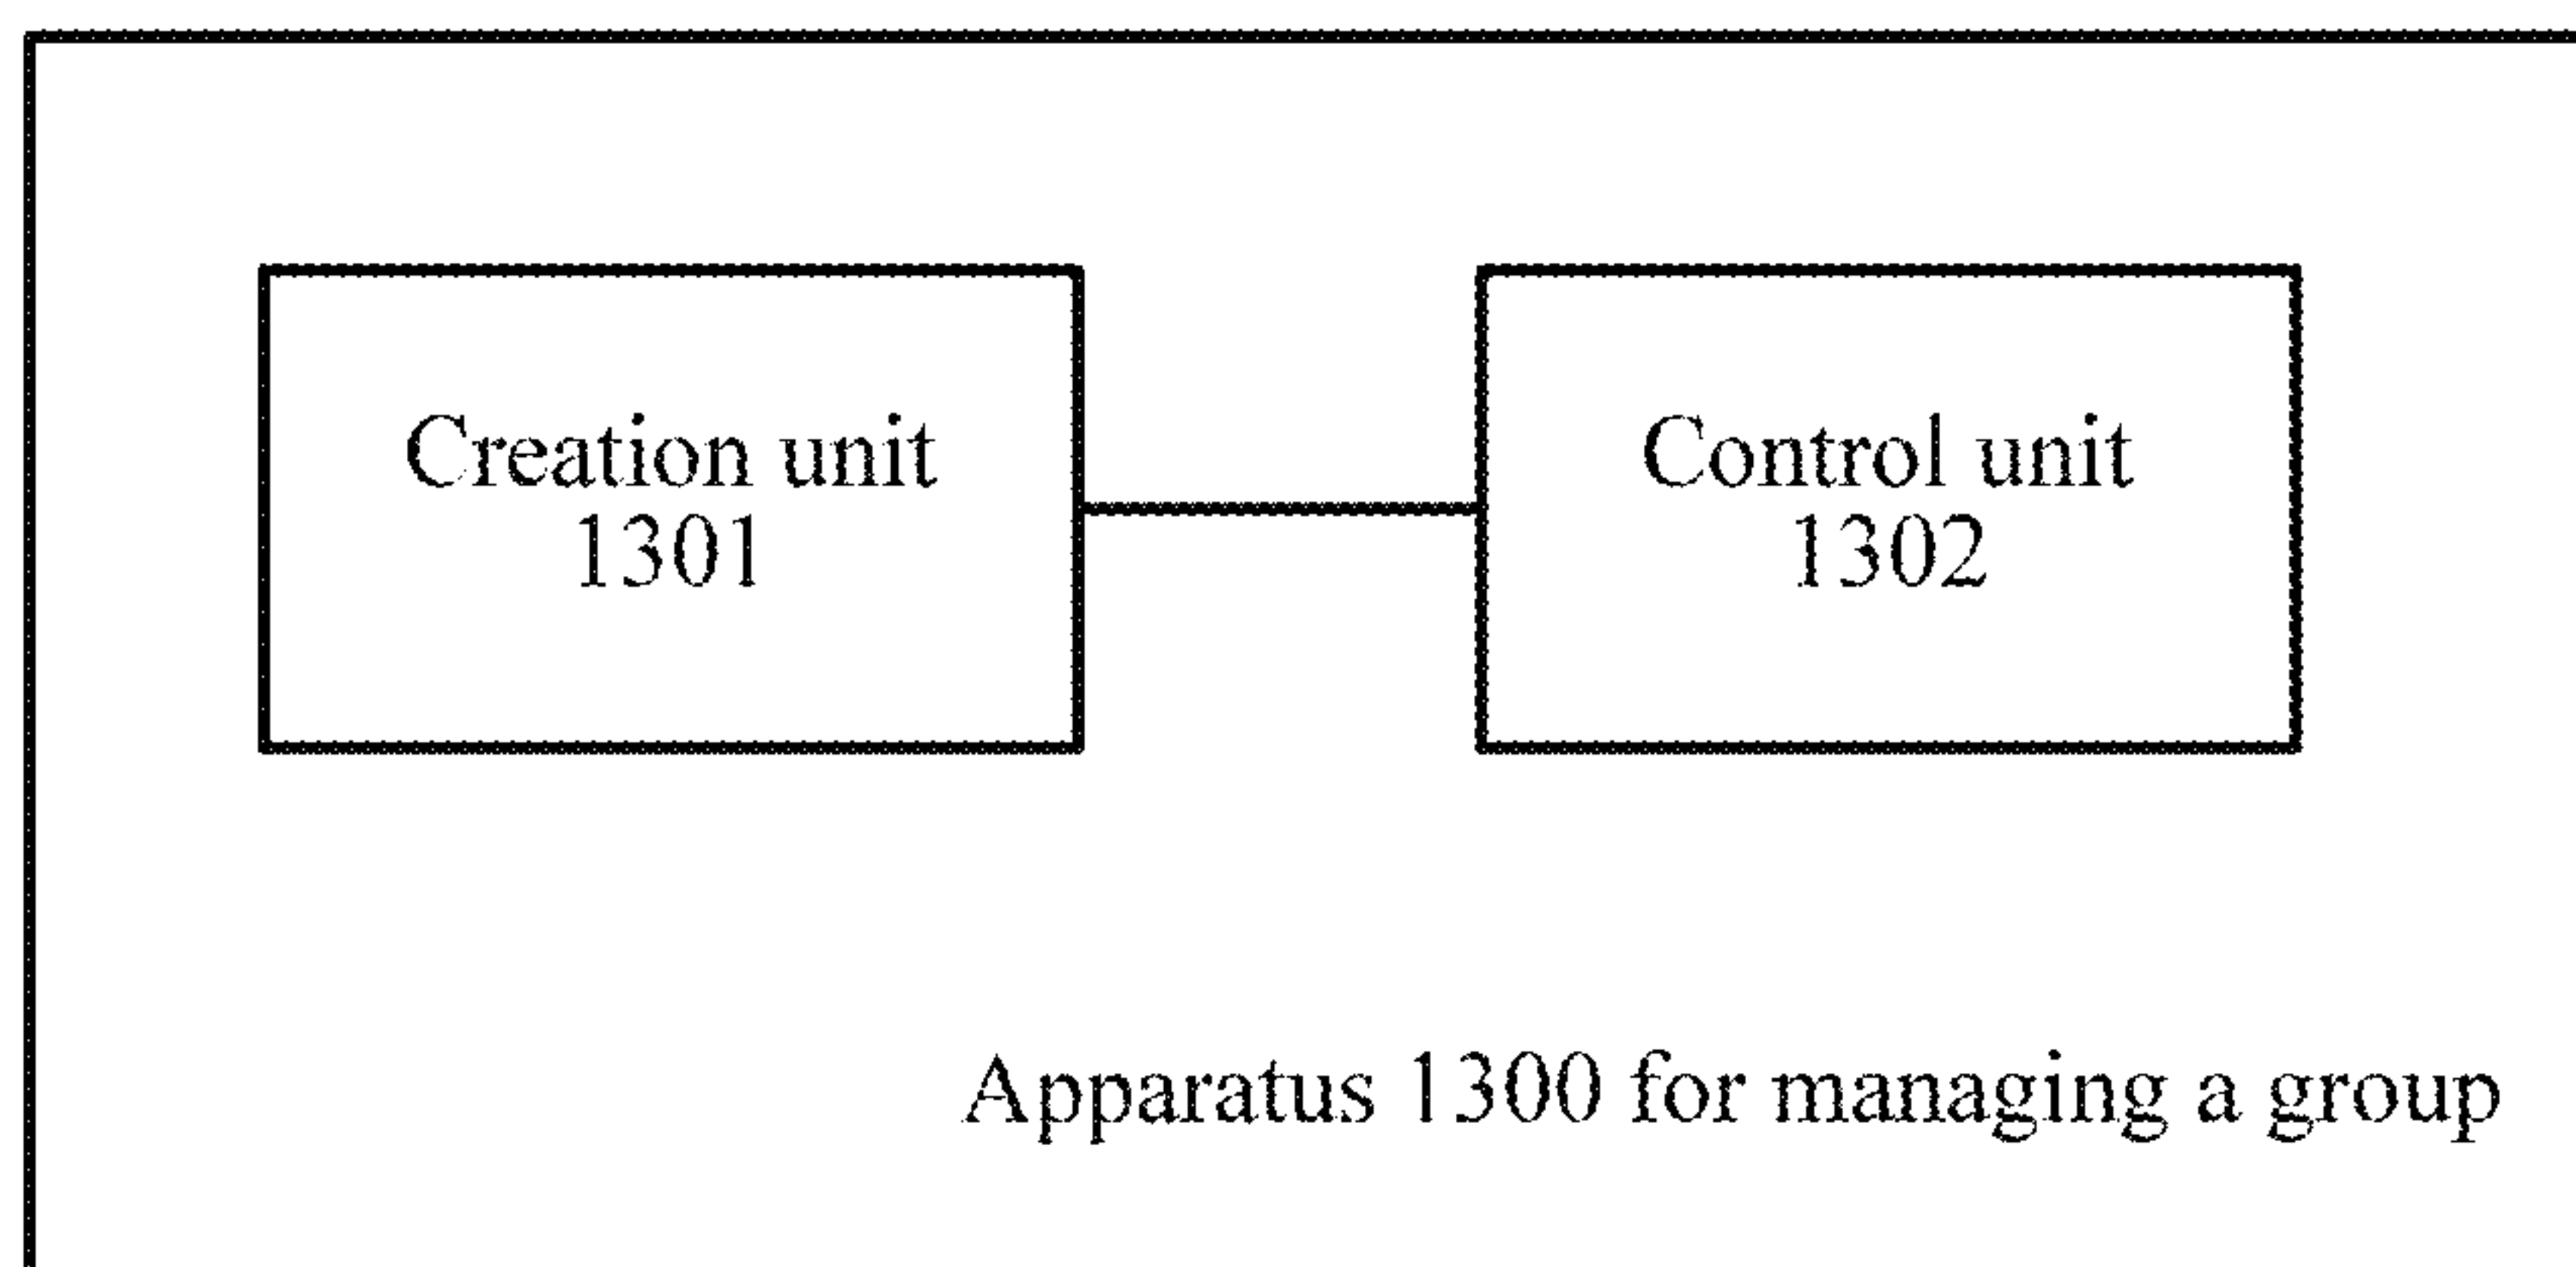 Creation unit
1301
Control unit
1302
Apparatus 1300 for managing a group